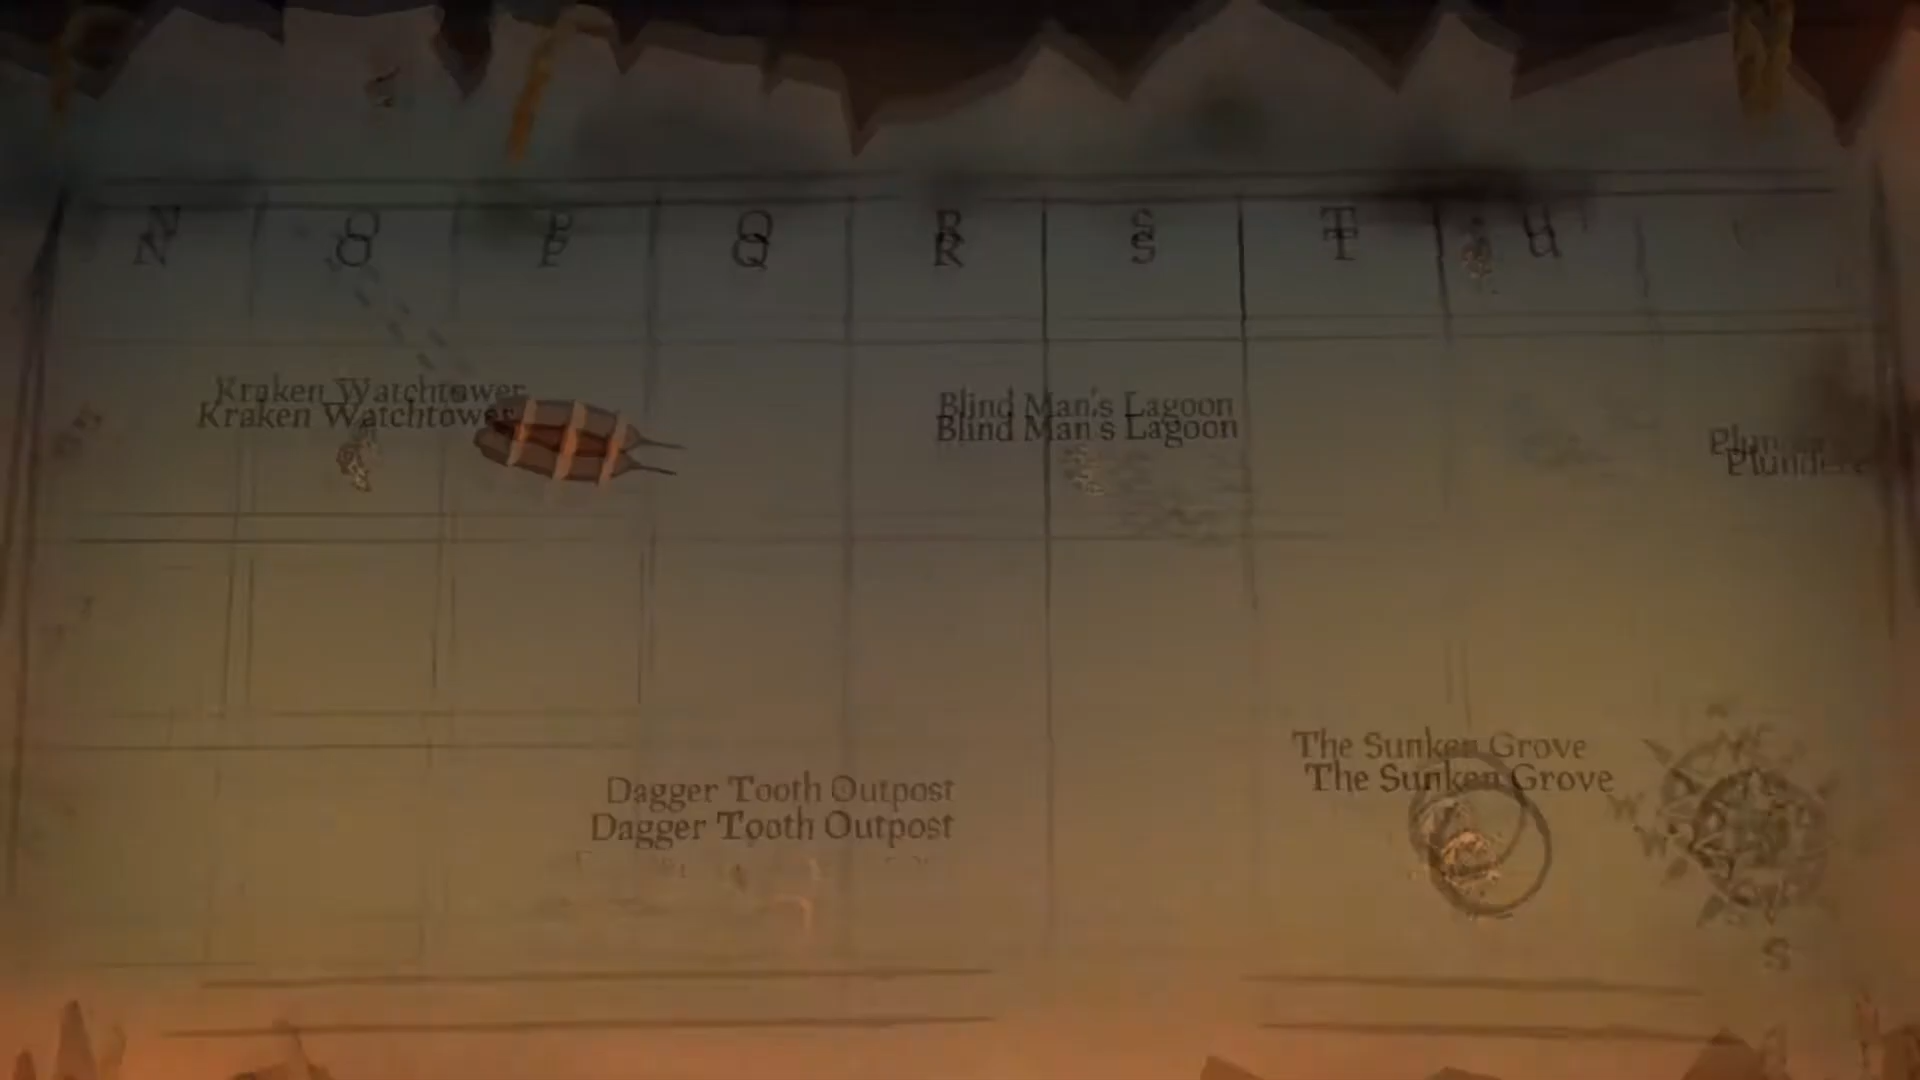 N O P Q R S T U
N O P Q R S T U
Kraken Watchtower
Kraken Watchtower
Blind Man's Lagoon
Blind Man's Lagoon
The Sunken Grove
The Sunken Grove
Dagger Tooth Outpost
Dagger Tooth Outpost
W
S